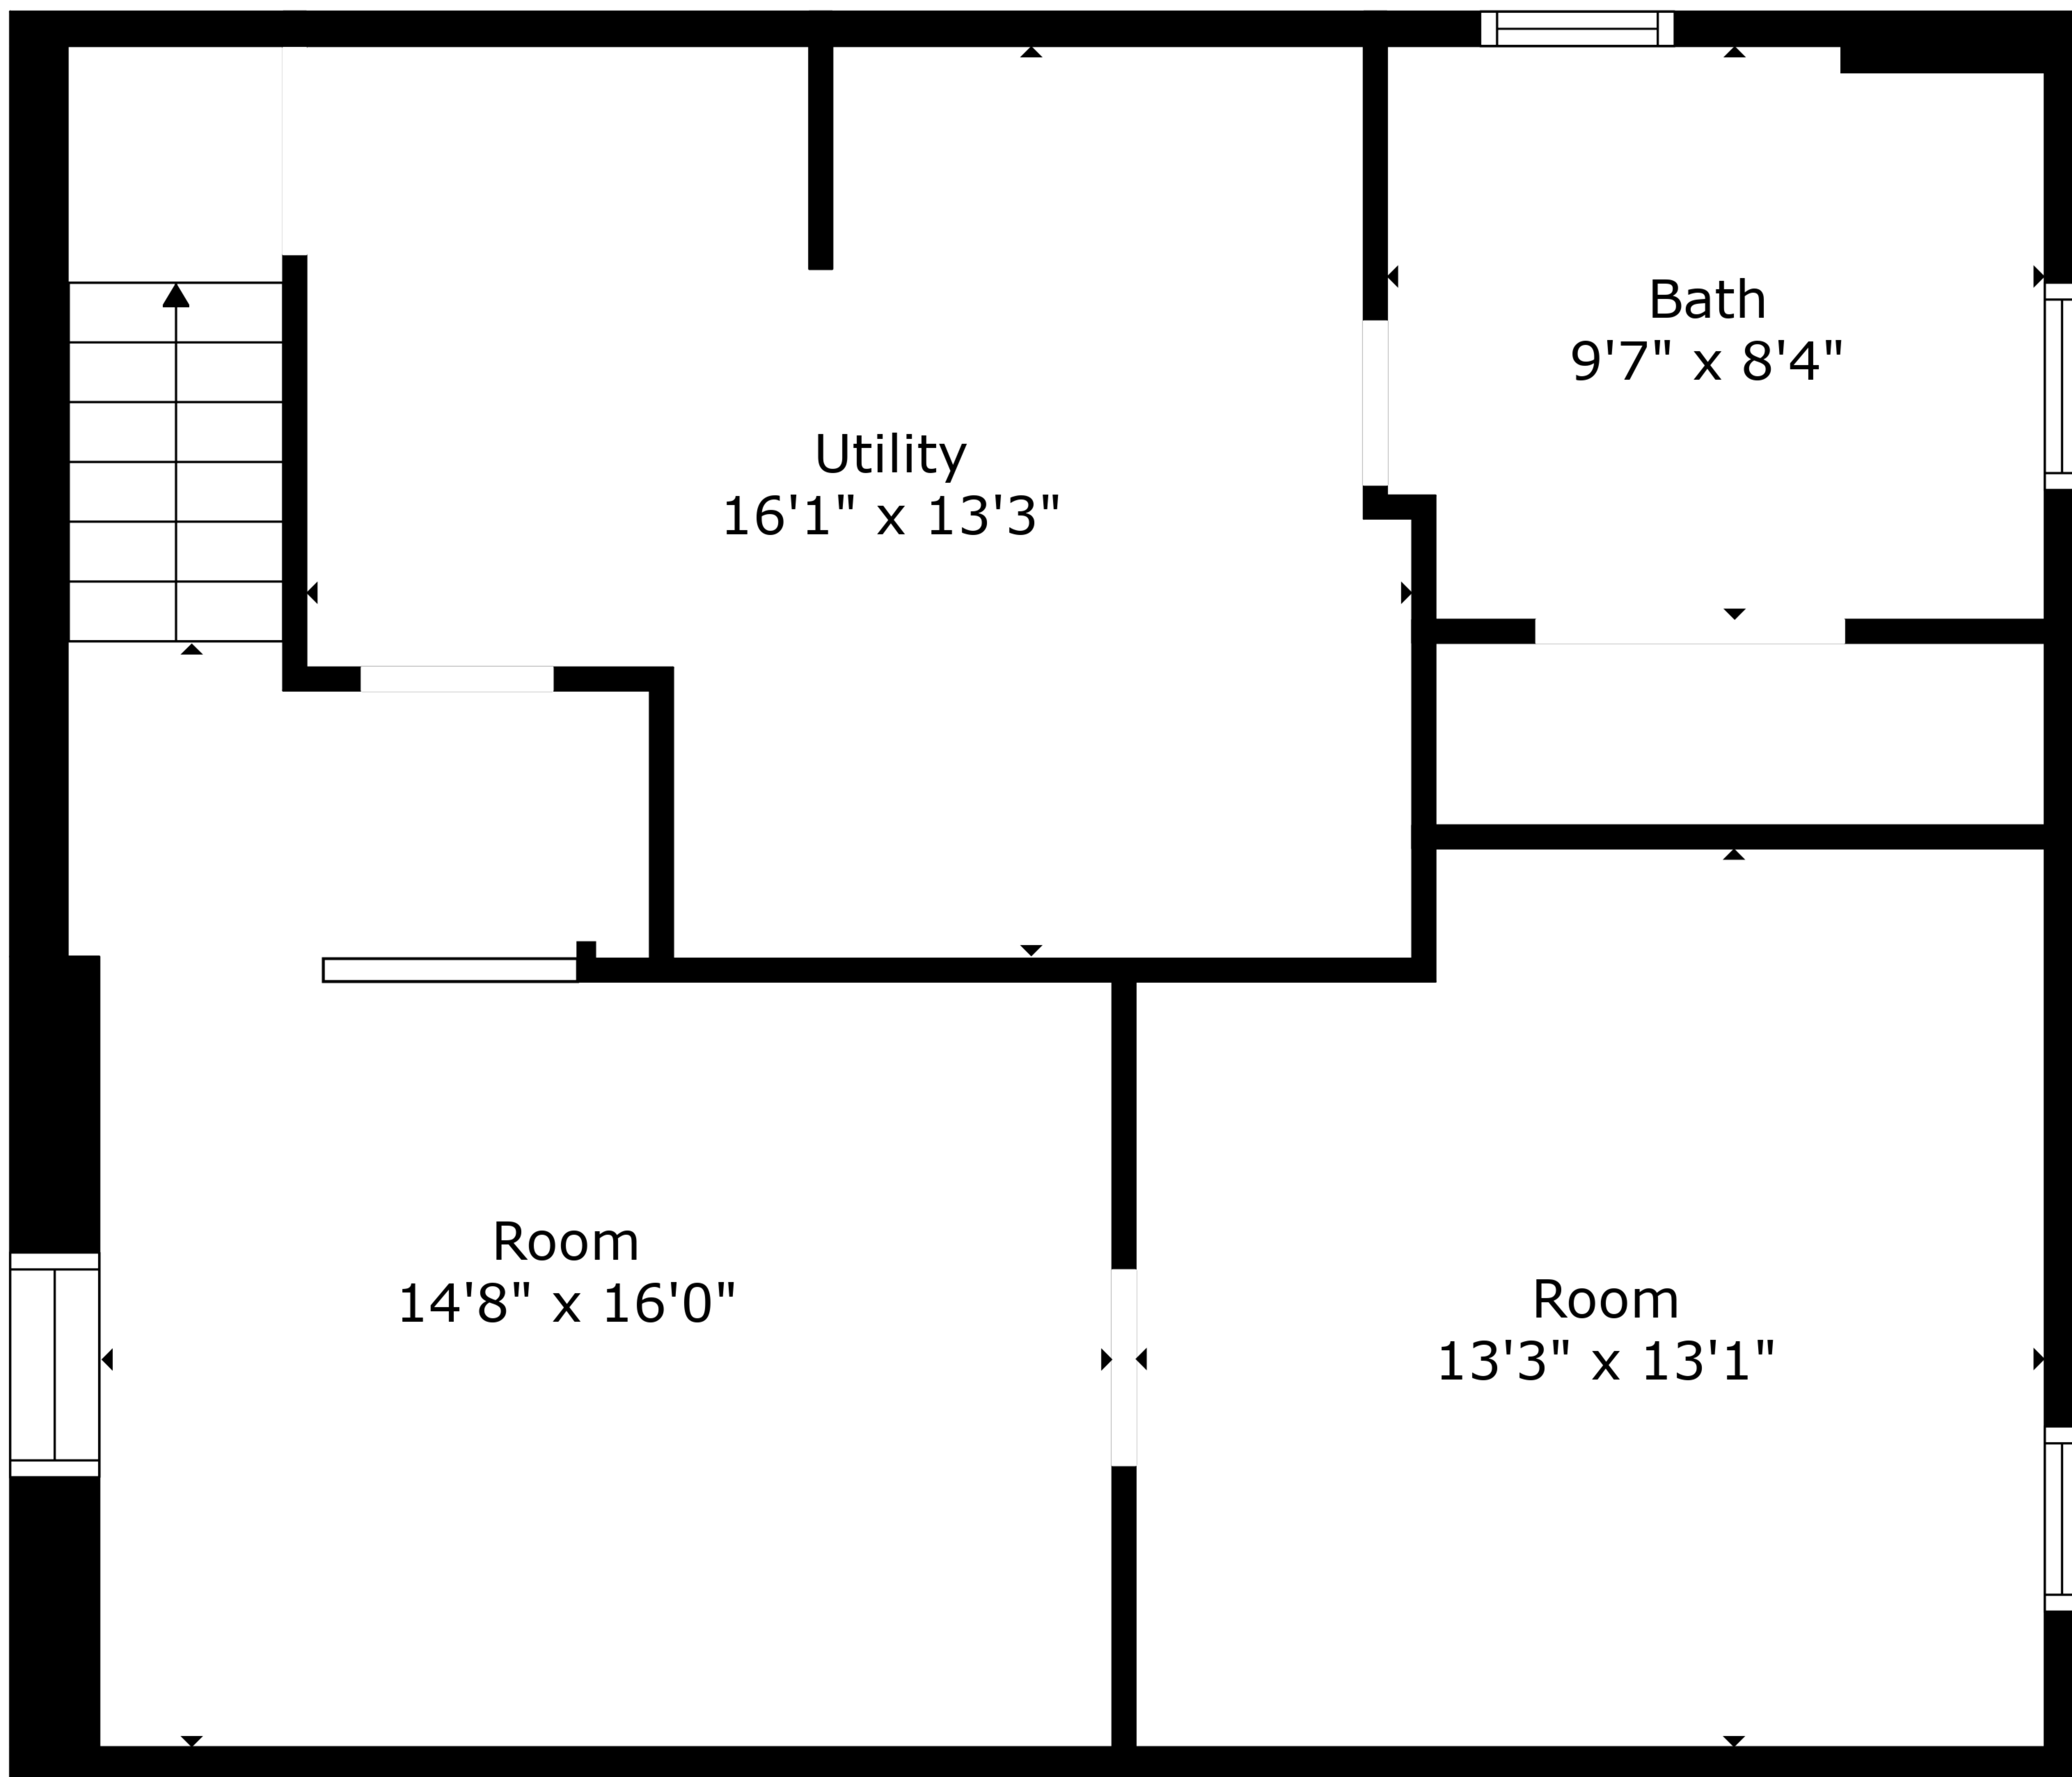 Bath
9'7" x 8'4"
Utility
16'1" x 13'3"
Room
14'8" x 16'0"
Room
13'3" x 13'1"